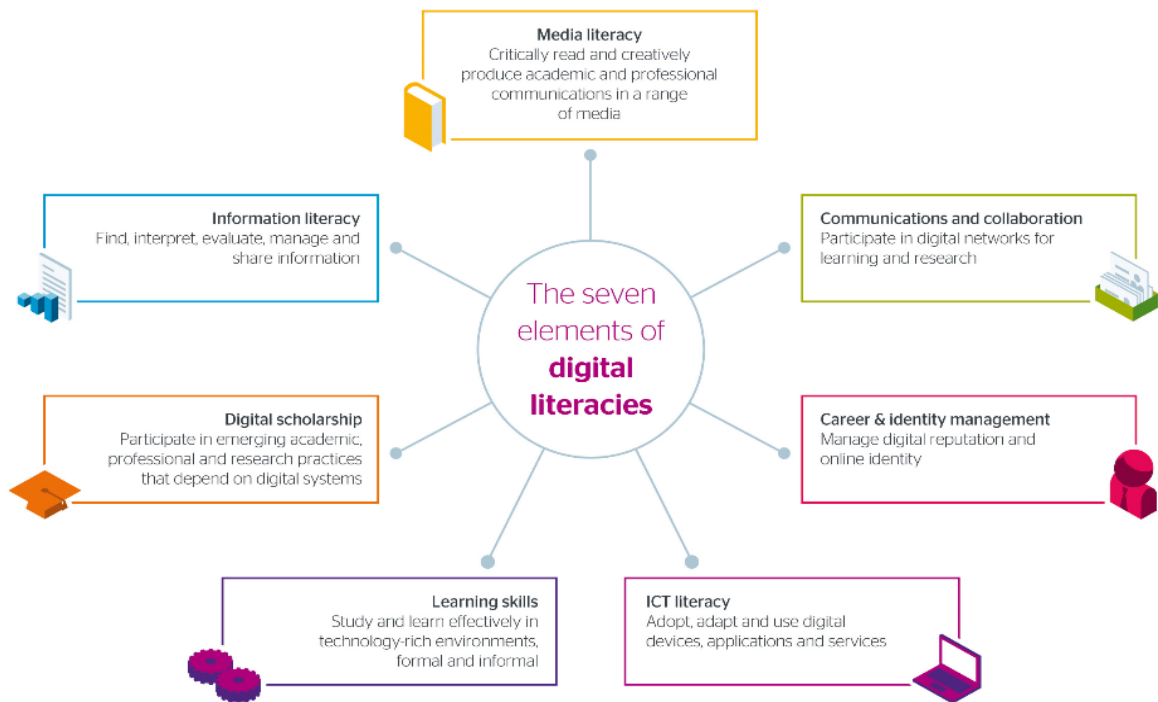 Media literacy
Critically read and creatively
produce academic and professional
communications in a range
of media
Information literacy
Find, interpret, evaluate, manage and
share information
Communications and collaboration
Participate in digital networks for
learning and research
The seven
elements of
digital
literacies
Digital scholarship
Participate in emerging academic,
professional and research practices
that depend on digital systems
Career & identity management
Manage digital reputation and
online identity
Learning skills
Study and learn effectively in
technology-rich environments,
formal and informal
ICT literacy
Adopt, adapt and use digital
devices, applications and services